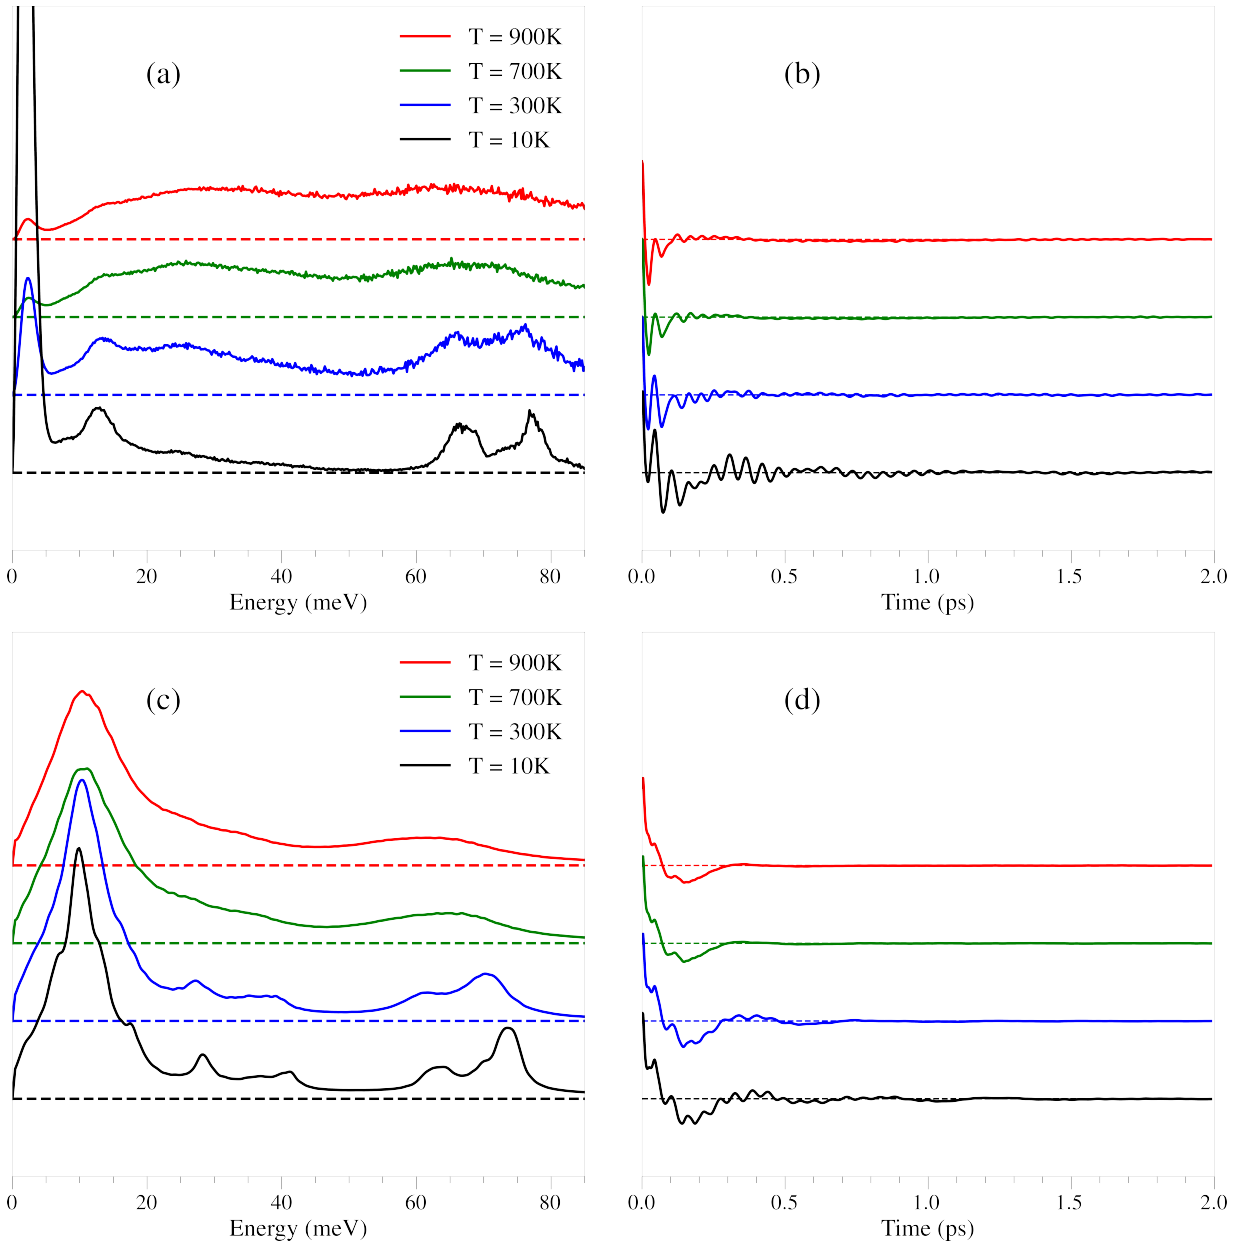 (a)
T = 900K
T = 700K
T = 300K
T = 10K
(b)
0 20 40 60 80
Energy (meV)
0.0 0.5 1.0 1.5 2.0
Time (ps)
(c)
T = 900K
T = 700K
T = 300K
T = 10K
(d)
0 20 40 60 80
Energy (meV)
0.0 0.5 1.0 1.5 2.0
Time (ps)